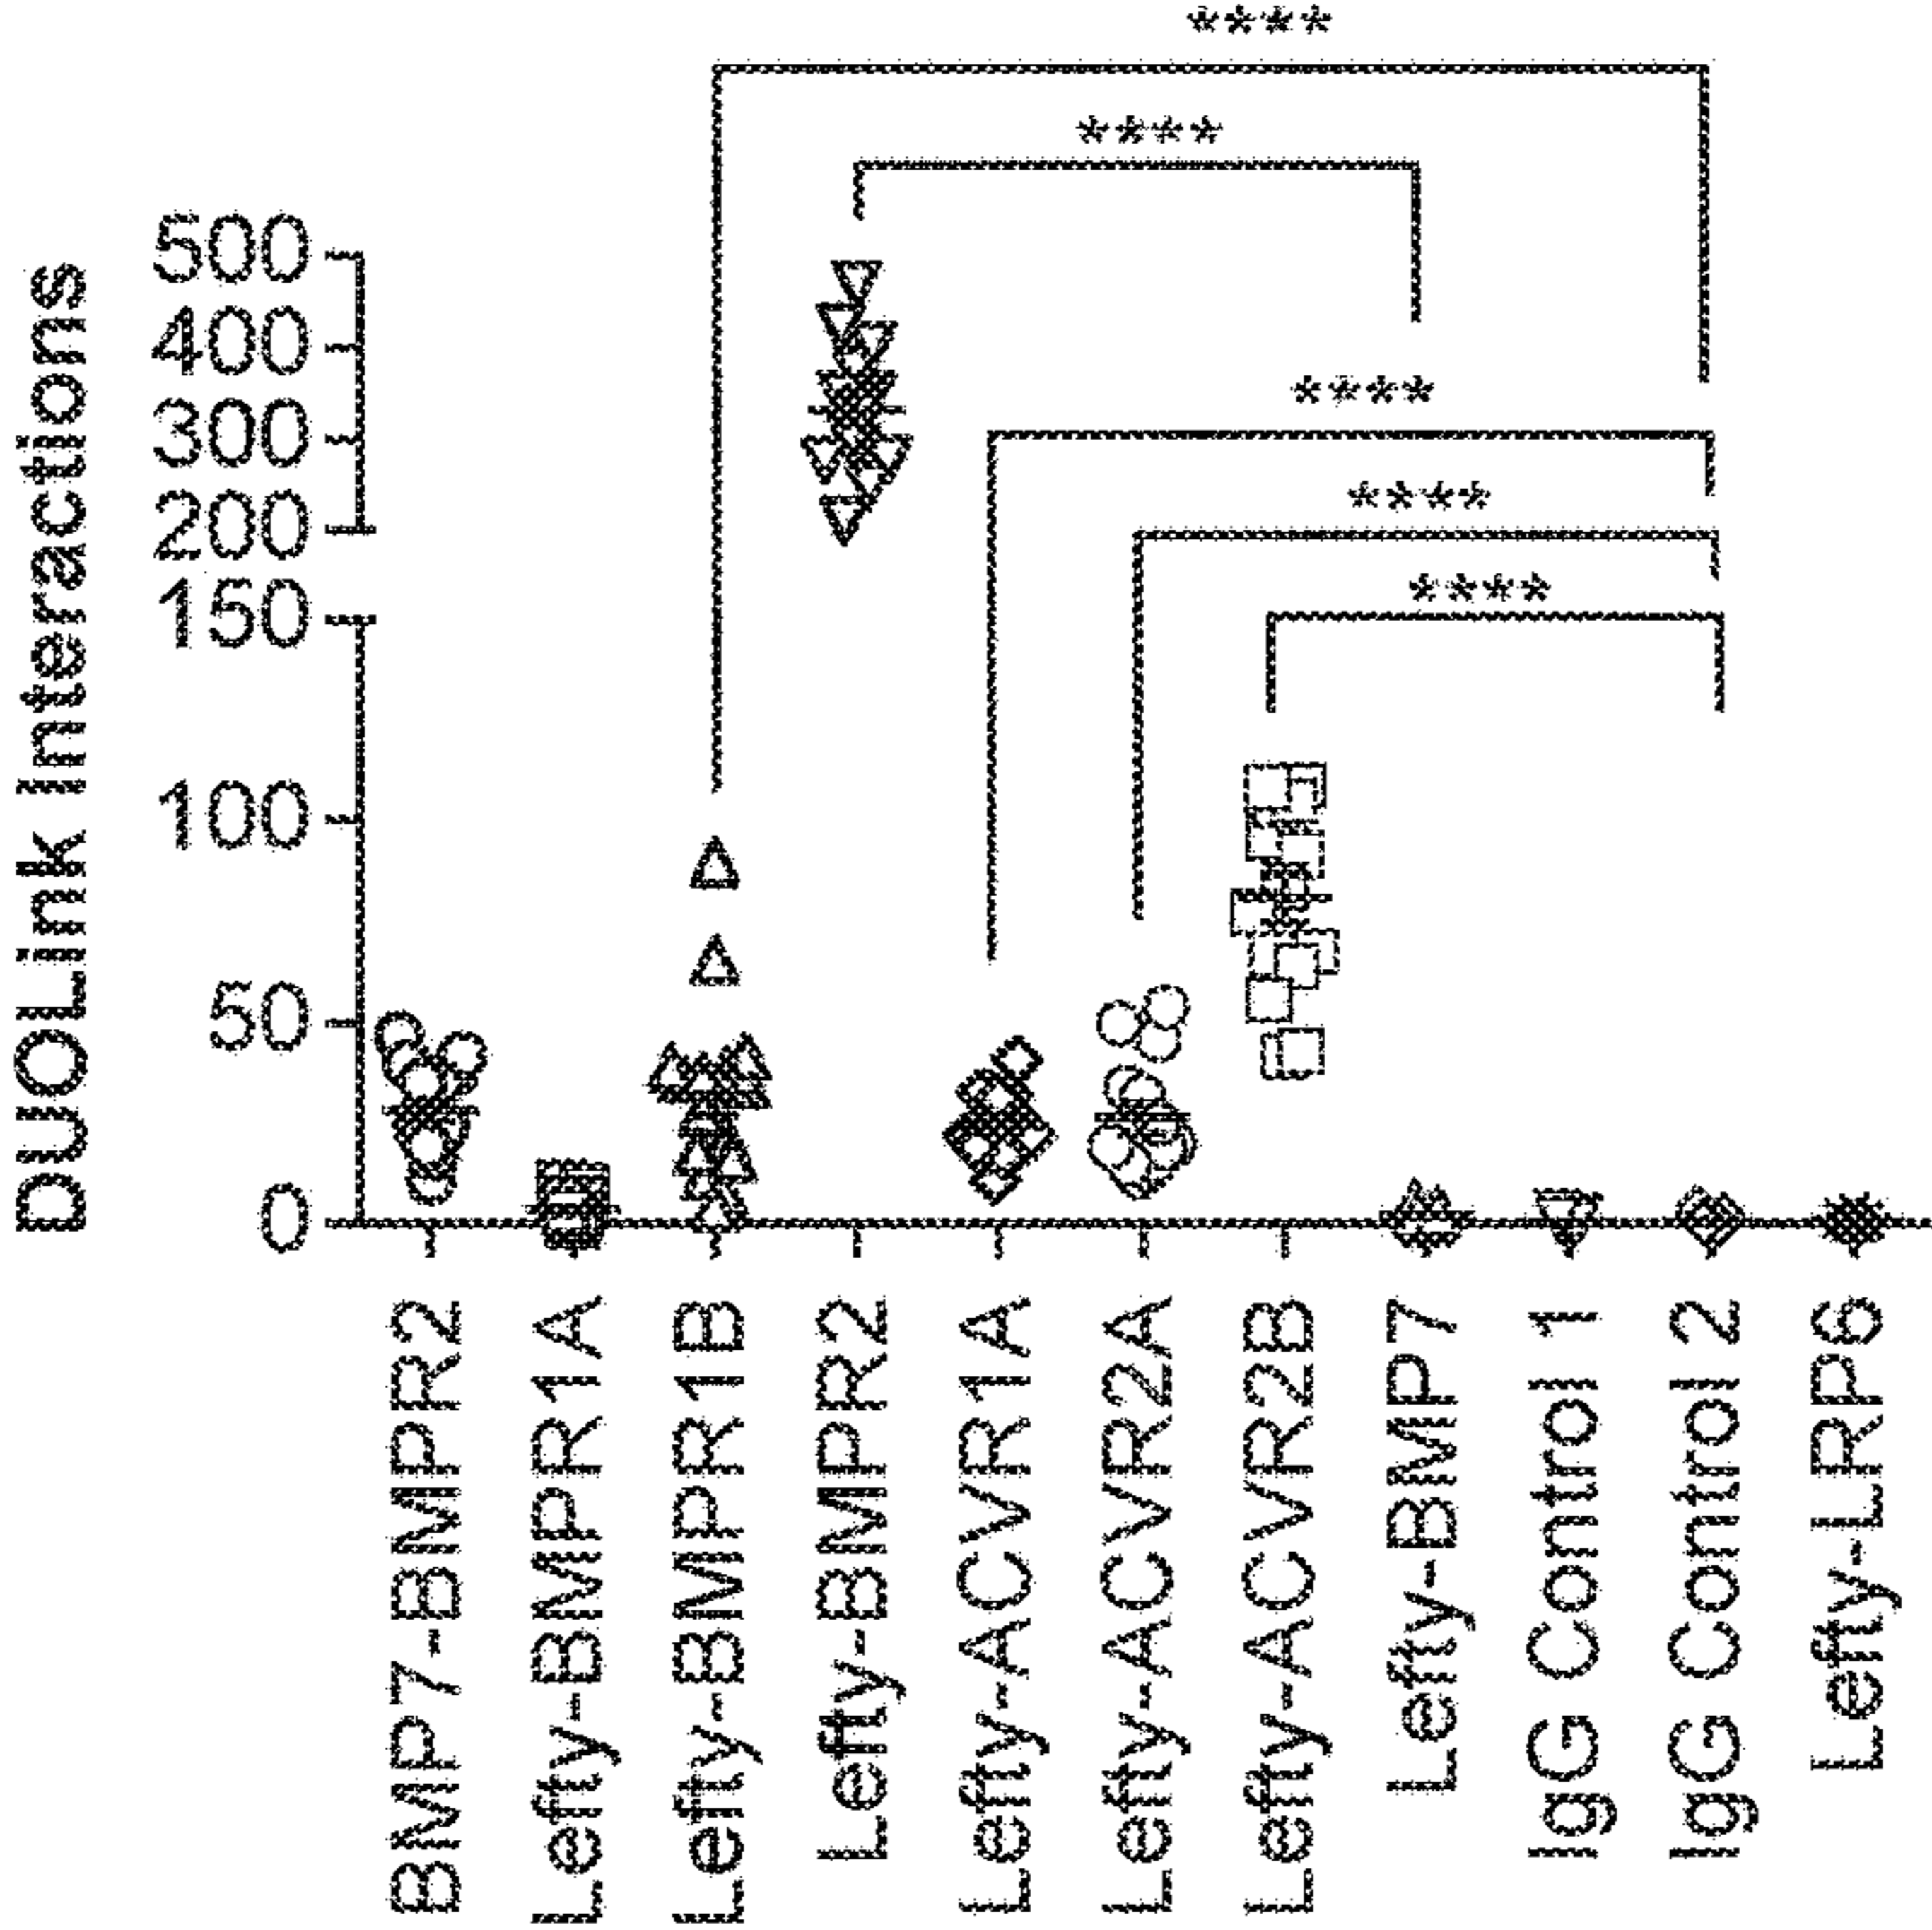 ****
****
****
****
****
DUOLink Interactions
500
400
300
200
150
100
50
0
BMP7-BMPR2
Lefty-BMPR1A
Lefty-BMPR1B
Lefty-BMPR2
Lefty-ACVR1A
Lefty-ACVR2A
Lefty-ACVR2B
Lefty-BMP7
IgG Control 1
IgG Control 2
Lefty-LRP6